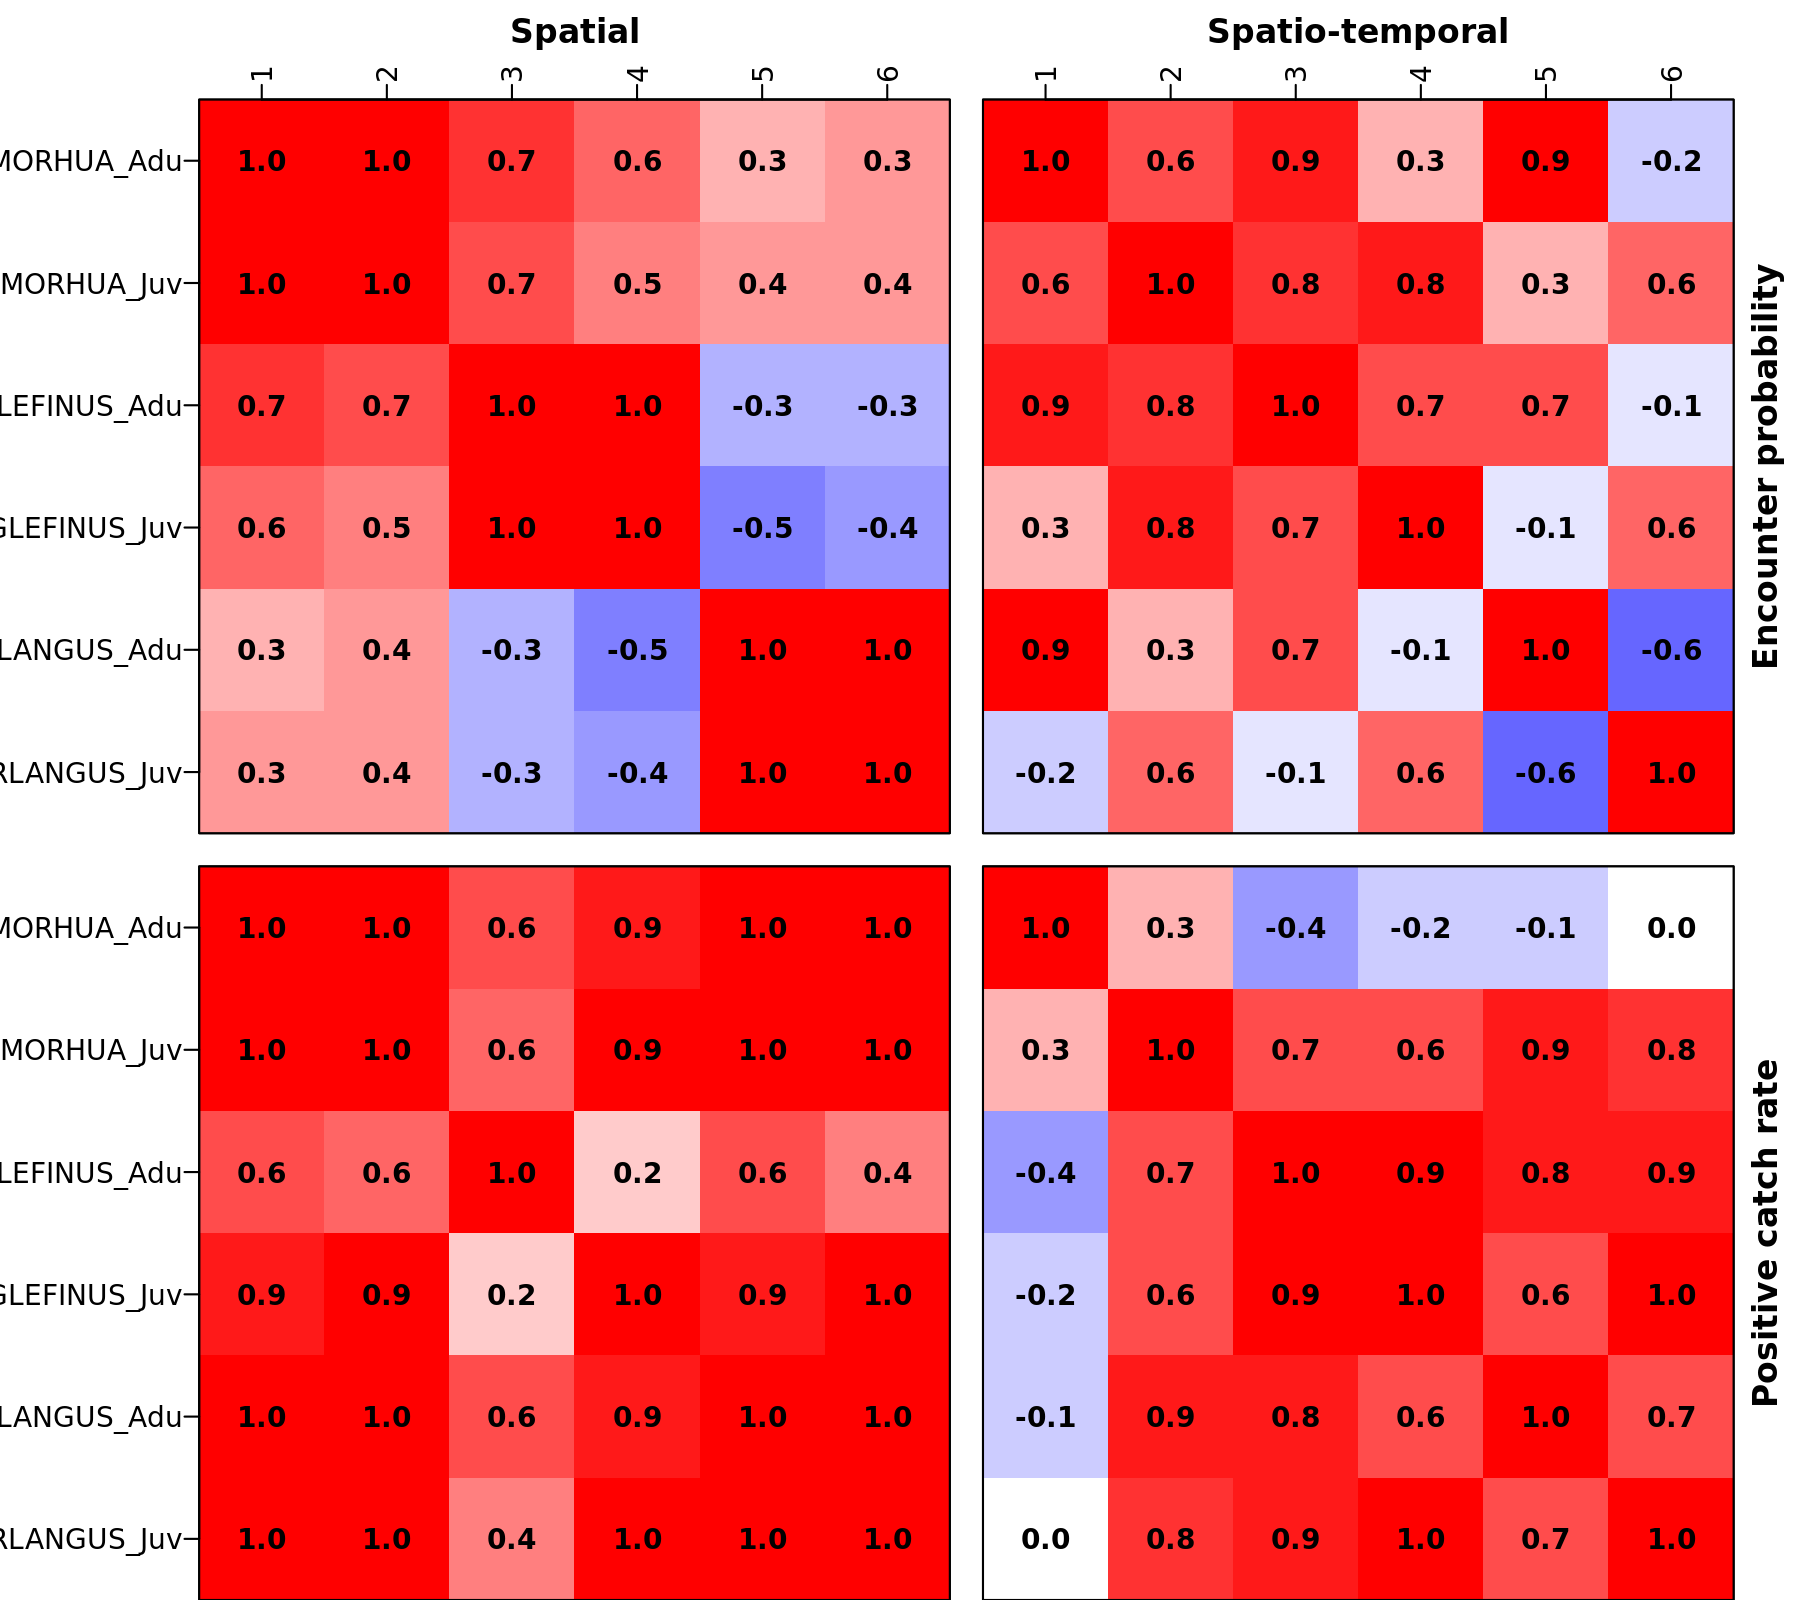 Spatial Spatio-temporal
1 2 3 4 5 6 1 2 3 4 5 6
MORHUA_Adu 1.0 1.0 0.7 0.6 0.3 0.3 1.0 0.6 0.9 0.3 0.9 -0.2
MORHUA_Juv 1.0 1.0 0.7 0.5 0.4 0.4 0.6 1.0 0.8 0.8 0.3 0.6
LEFINUS_Adu 0.7 0.7 1.0 1.0 -0.3 -0.3 0.9 0.8 1.0 0.7 0.7 -0.1
GLEFINUS_Juv 0.6 0.5 1.0 1.0 -0.5 -0.4 0.3 0.8 0.7 1.0 -0.1 0.6
LANGUS_Adu 0.3 0.4 -0.3 -0.5 1.0 1.0 0.9 0.3 0.7 -0.1 1.0 -0.6
RLANGUS_Juv 0.3 0.4 -0.3 -0.4 1.0 1.0 -0.2 0.6 -0.1 0.6 -0.6 1.0
Encounter probability
MORHUA_Adu 1.0 1.0 0.6 0.9 1.0 1.0 1.0 0.3 -0.4 -0.2 -0.1 0.0
MORHUA_Juv 1.0 1.0 0.6 0.9 1.0 1.0 0.3 1.0 0.7 0.6 0.9 0.8
LEFINUS_Adu 0.6 0.6 1.0 0.2 0.6 0.4 -0.4 0.7 1.0 0.9 0.8 0.9
GLEFINUS_Juv 0.9 0.9 0.2 1.0 0.9 1.0 -0.2 0.6 0.9 1.0 0.6 1.0
LANGUS_Adu 1.0 1.0 0.6 0.9 1.0 1.0 -0.1 0.9 0.8 0.6 1.0 0.7
RLANGUS_Juv 1.0 1.0 0.4 1.0 1.0 1.0 0.0 0.8 0.9 1.0 0.7 1.0
Positive catch rate